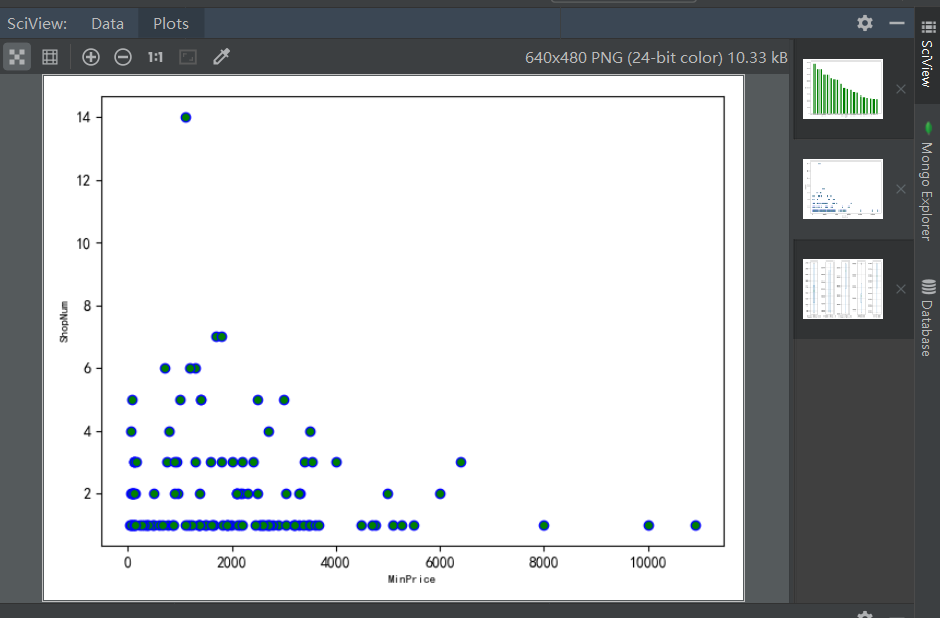 SciView: Data Plots
1:1 640x480 PNG (24-bit color) 10.33 kB
SciView
Mongo Explorer
Database
14
12
10
8
6
4
2
ShopNum
0 2000 4000 6000 8000 10000
MinPrice